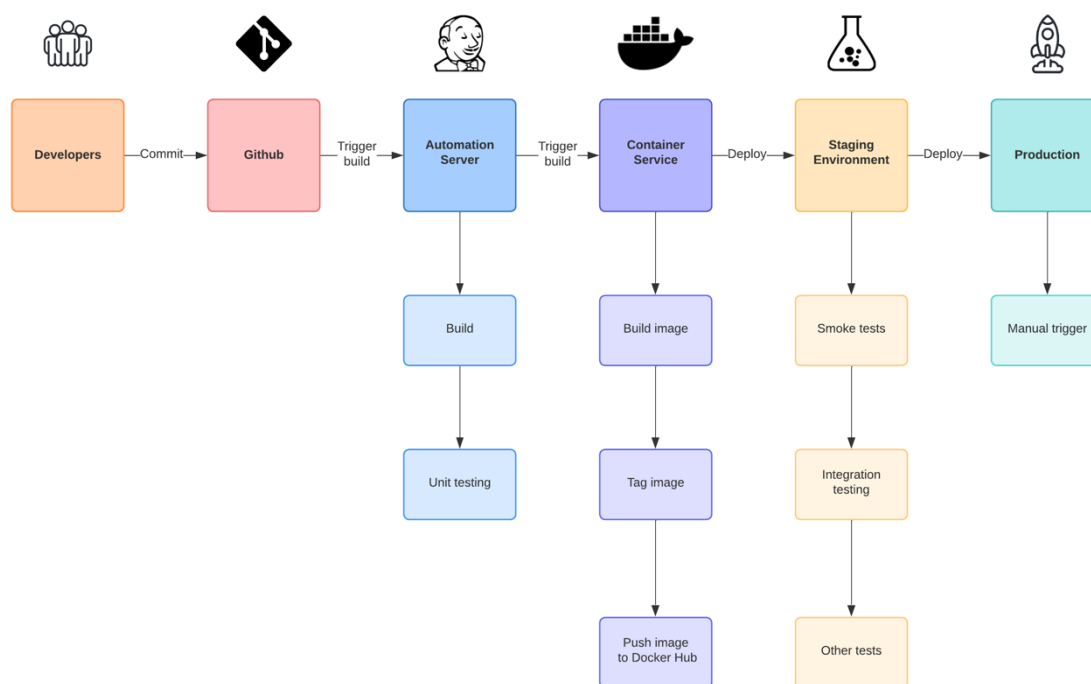 Developers
Commit
Github
Trigger
build
Automation
Server
Trigger
build
Container
Service
Deploy
Staging
Environment
Deploy
Production
Build
Build image
Smoke tests
Manual trigger
Unit testing
Tag image
Integration
testing
Push image
to Docker Hub
Other tests